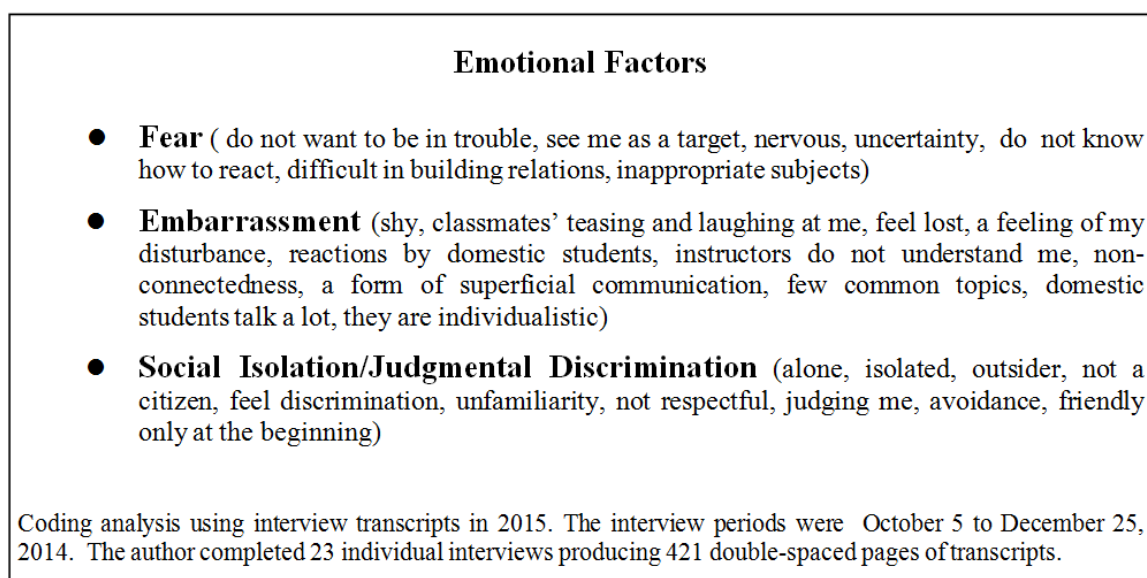 Emotional Factors
● Fear ( do not want to be in trouble, see me as a target, nervous, uncertainty, do not know
how to react, difficult in building relations, inappropriate subjects)
● Embarrassment (shy, classmates’ teasing and laughing at me, feel lost, a feeling of my
disturbance, reactions by domestic students, instructors do not understand me, non-
connectedness, a form of superficial communication, few common topics, domestic
students talk a lot, they are individualistic)
● Social Isolation/Judgmental Discrimination (alone, isolated, outsider, not a
citizen, feel discrimination, unfamiliarity, not respectful, judging me, avoidance, friendly
only at the beginning)
Coding analysis using interview transcripts in 2015. The interview periods were October 5 to December 25,
2014. The author completed 23 individual interviews producing 421 double-spaced pages of transcripts.